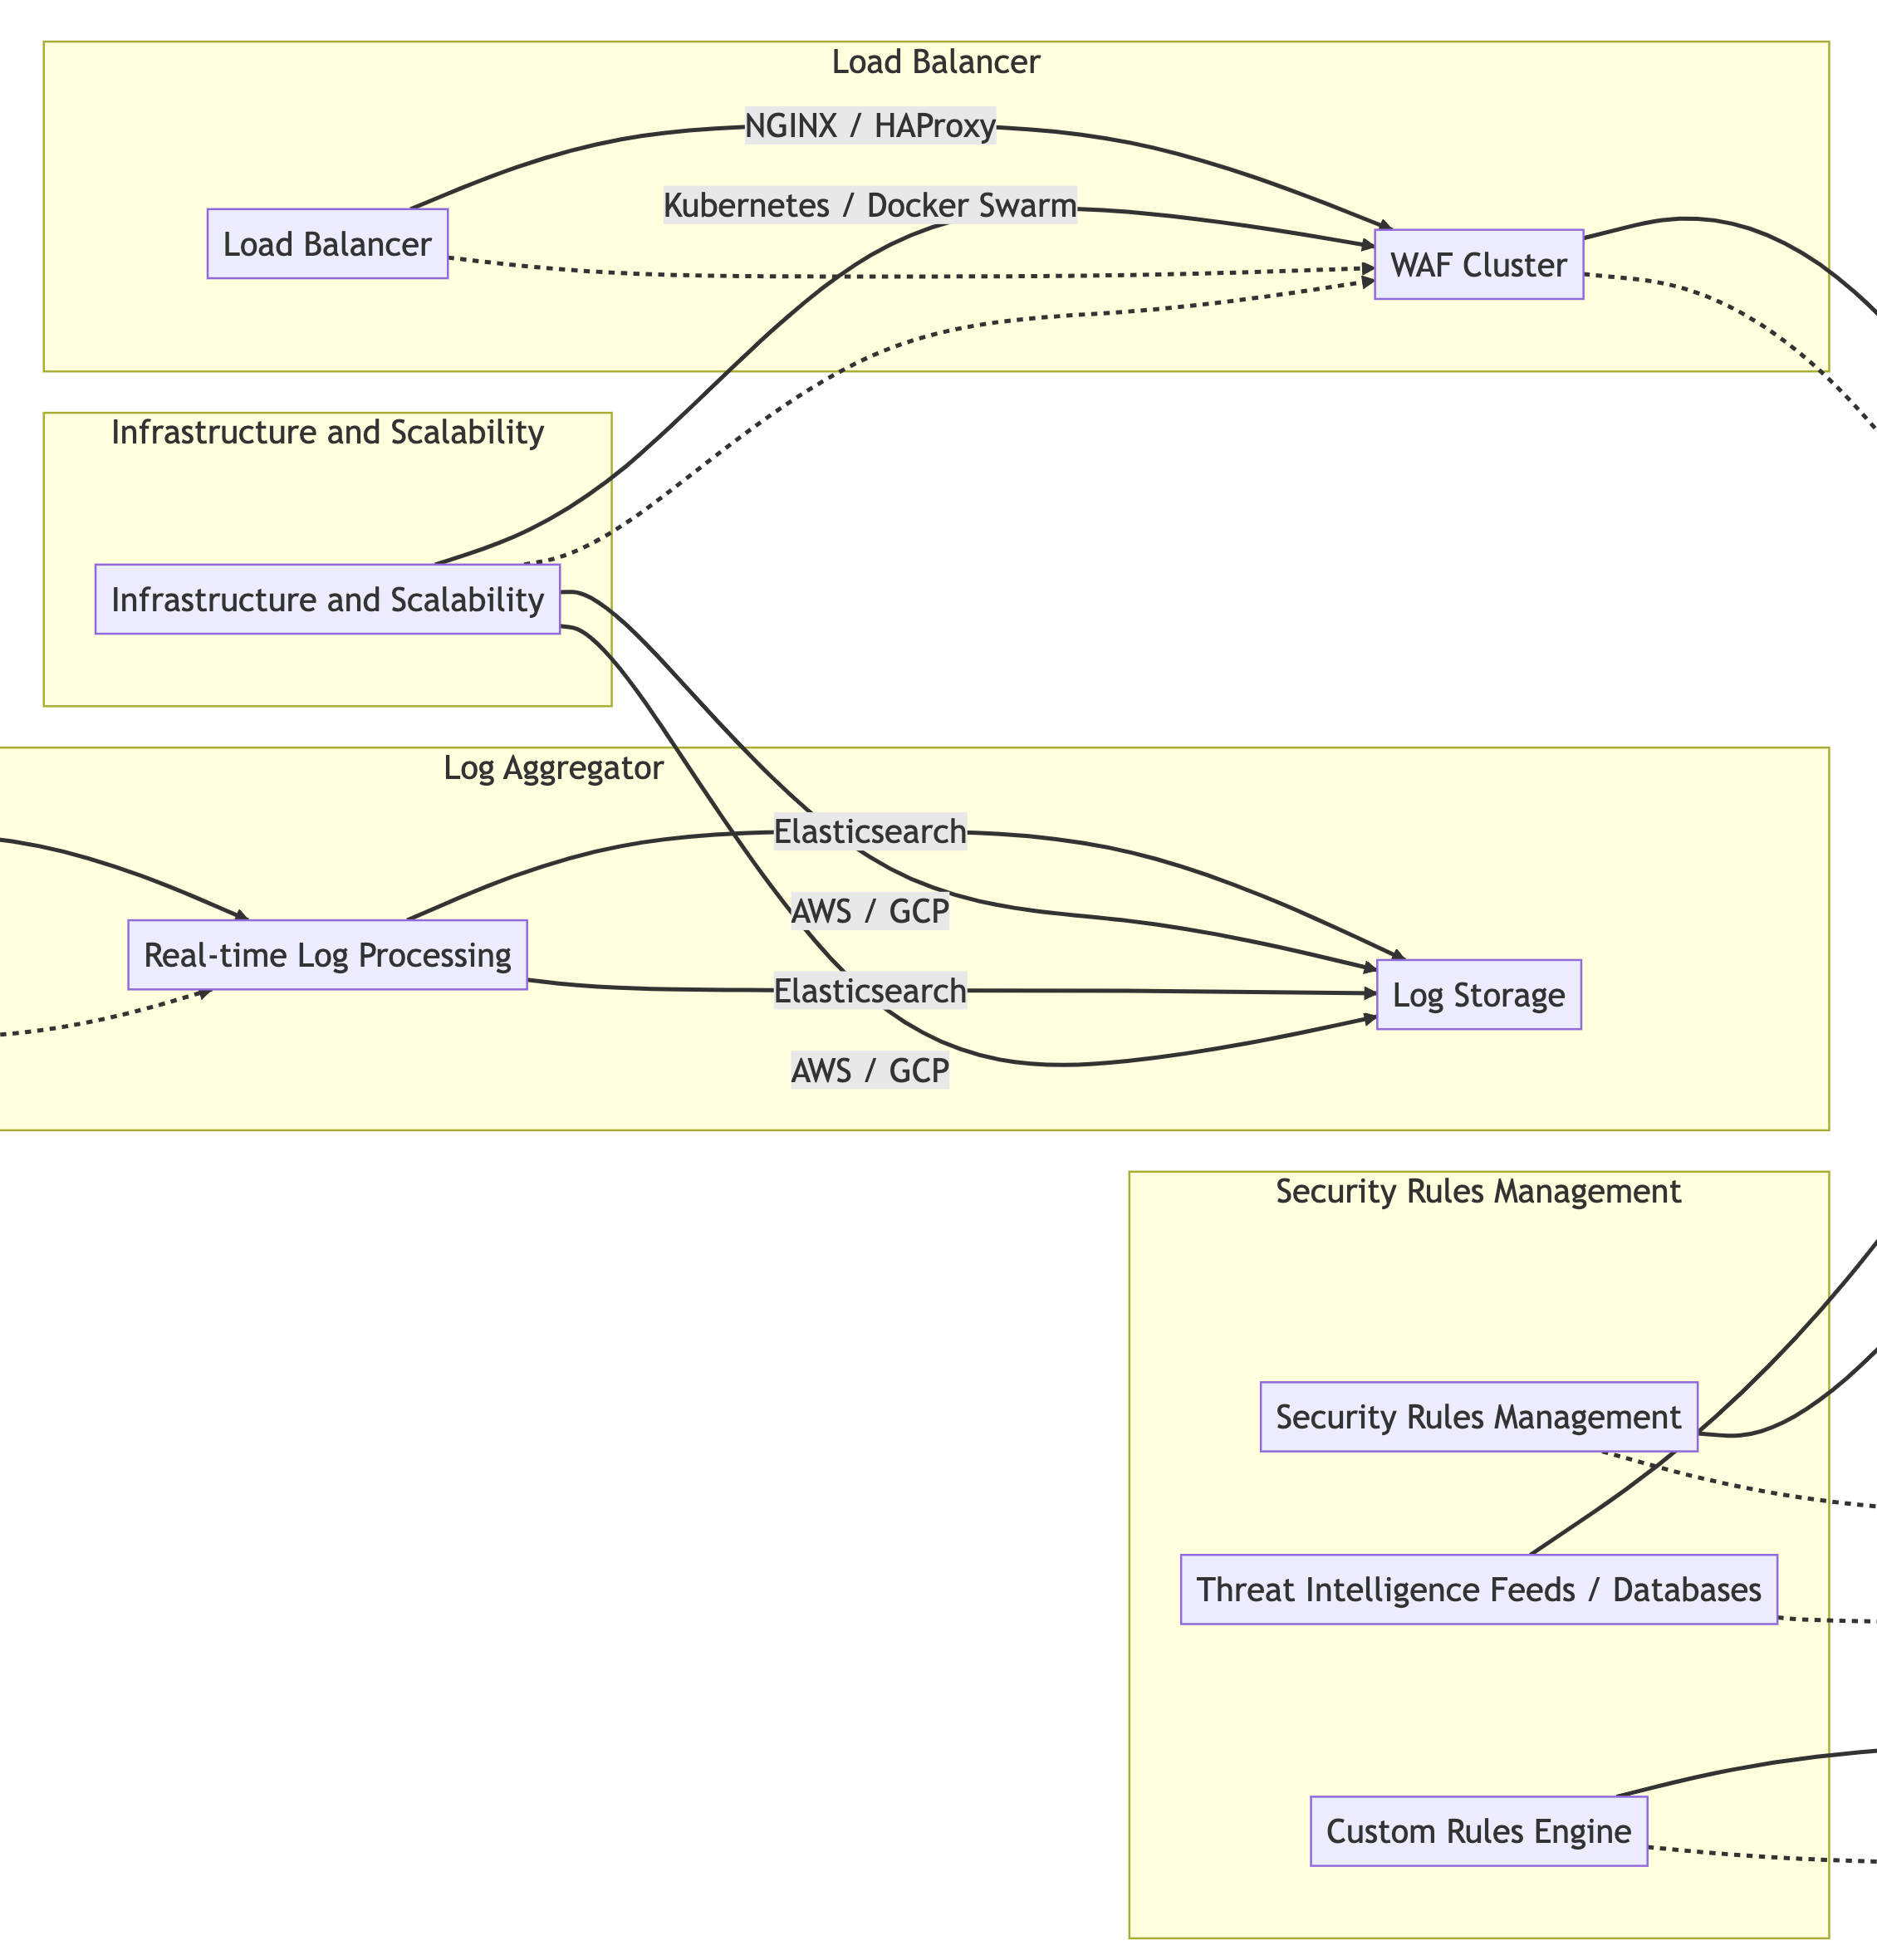 Load Balancer
NGINX / HAProxy
Kubernetes / Docker Swarm
Load Balancer
WAF Cluster
Infrastructure and Scalability
Infrastructure and Scalability
Log Aggregator
Elasticsearch
AWS / GCP
Real-time Log Processing
Elasticsearch
Log Storage
AWS / GCP
Security Rules Management
Security Rules Management
Threat Intelligence Feeds / Databases
Custom Rules Engine